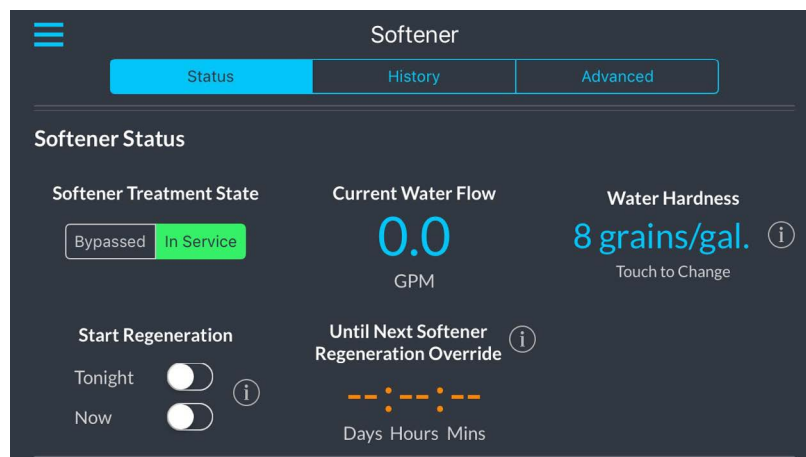 Softener
Status
History
Advanced
Softener Status
Softener Treatment State
Bypassed
In Service
Current Water Flow
0.0
GPM
Water Hardness
8 grains/gal.
i
Touch to Change
Start Regeneration
Tonight
Now
i
Until Next Softener
Regeneration Override
i
--:--:--
Days Hours Mins